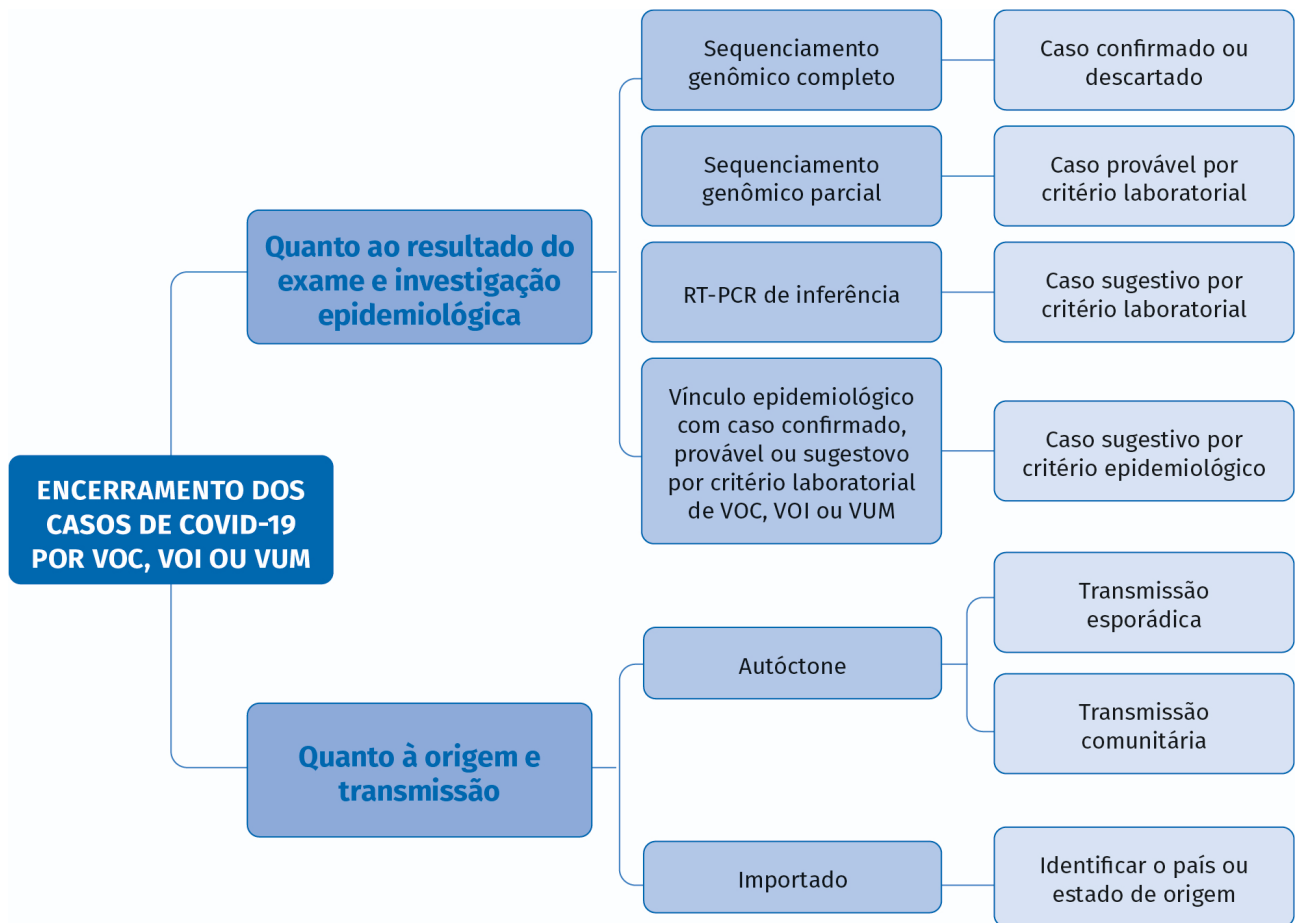 ENCERRAMENTO DOS
CASOS DE COVID-19
POR VOC, VOI OU VUM
Quanto ao resultado do
exame e investigação
epidemiológica
Sequenciamento
genômico completo
Caso confirmado ou
descartado
Sequenciamento
genômico parcial
Caso provável por
critério laboratorial
RT-PCR de inferência
Caso sugestivo por
critério laboratorial
Vínculo epidemiológico
com caso confirmado,
provável ou sugestovo
por critério laboratorial
de VOC, VOI ou VUM
Caso sugestivo por
critério epidemiológico
Quanto à origem e
transmissão
Autóctone
Transmissão
esporádica
Transmissão
comunitária
Importado
Identificar o país ou
estado de origem